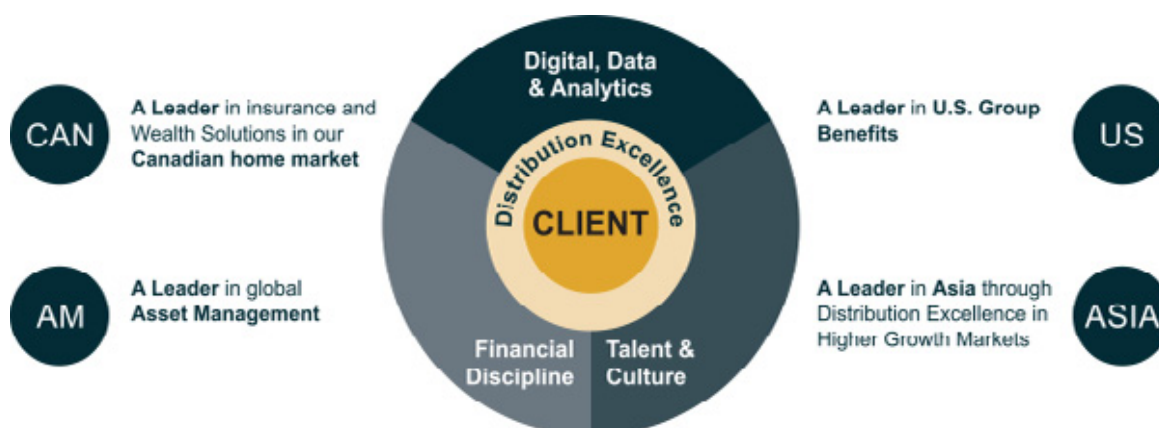 CAN
A Leader in insurance and
Wealth Solutions in our
Canadian home market
AM
A Leader in global
Asset Management
Digital, Data
& Analytics
Distribution Excellence
CLIENT
Financial
Discipline
Talent &
Culture
A Leader in U.S. Group
Benefits
US
A Leader in Asia through
Distribution Excellence in
Higher Growth Markets
ASIA